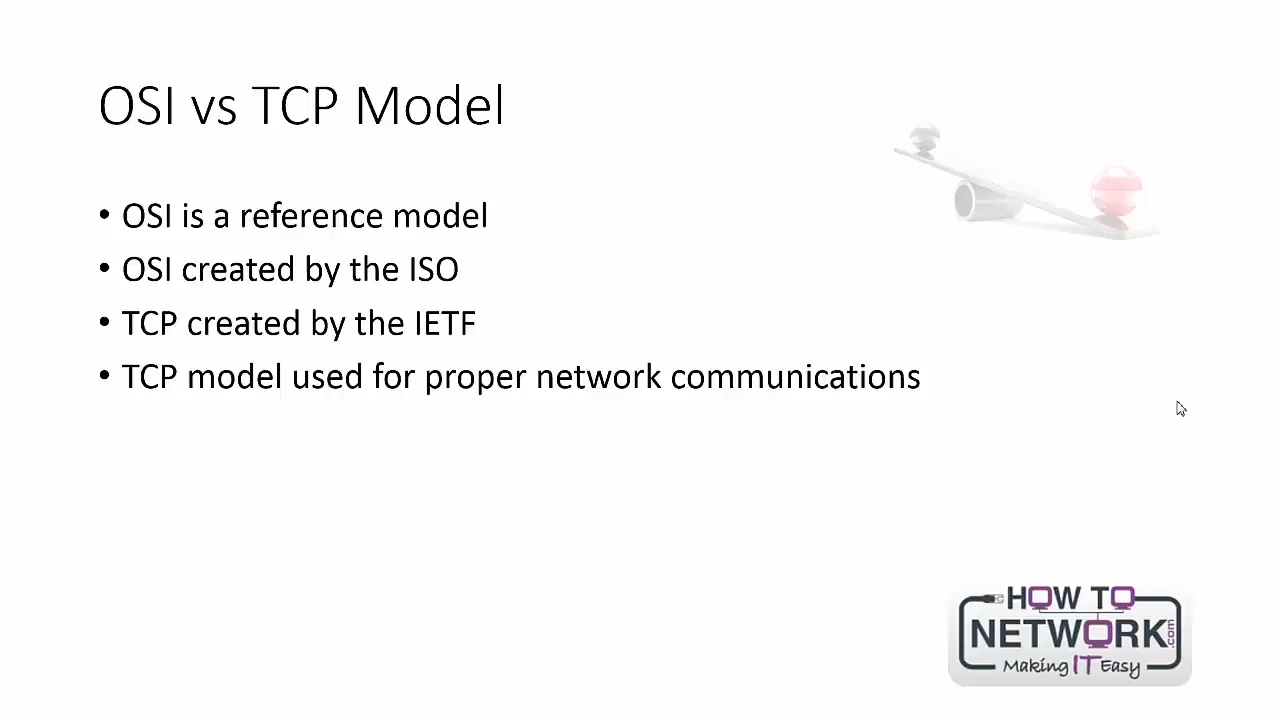 OSI vs TCP Model
• OSI is a reference model
• OSI created by the ISO
• TCP created by the IETF
• TCP model used for proper network communications
HOW TO
NETWORK.com
Making IT Easy